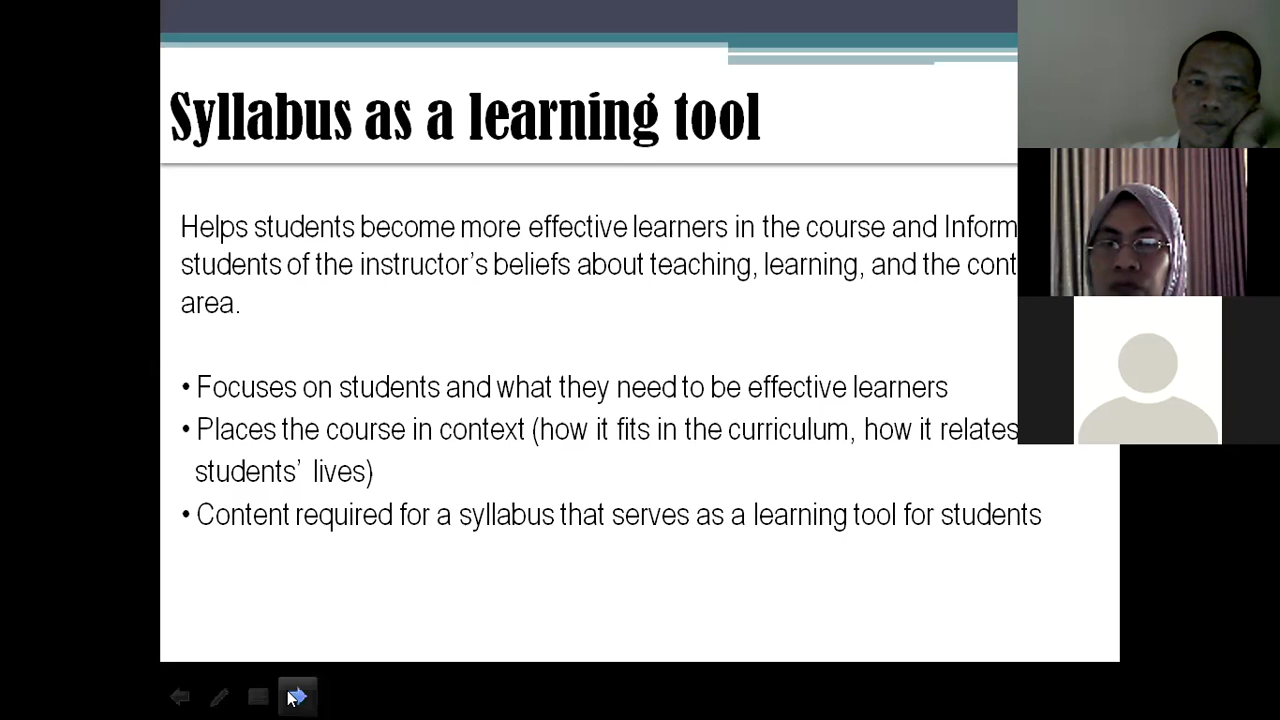 Syllabus as a learning tool
Helps students become more effective learners in the course and Inform
students of the instructor's beliefs about teaching, learning, and the cont
area.
• Focuses on students and what they need to be effective learners
• Places the course in context (how it fits in the curriculum, how it relates
students' lives)
• Content required for a syllabus that serves as a learning tool for students